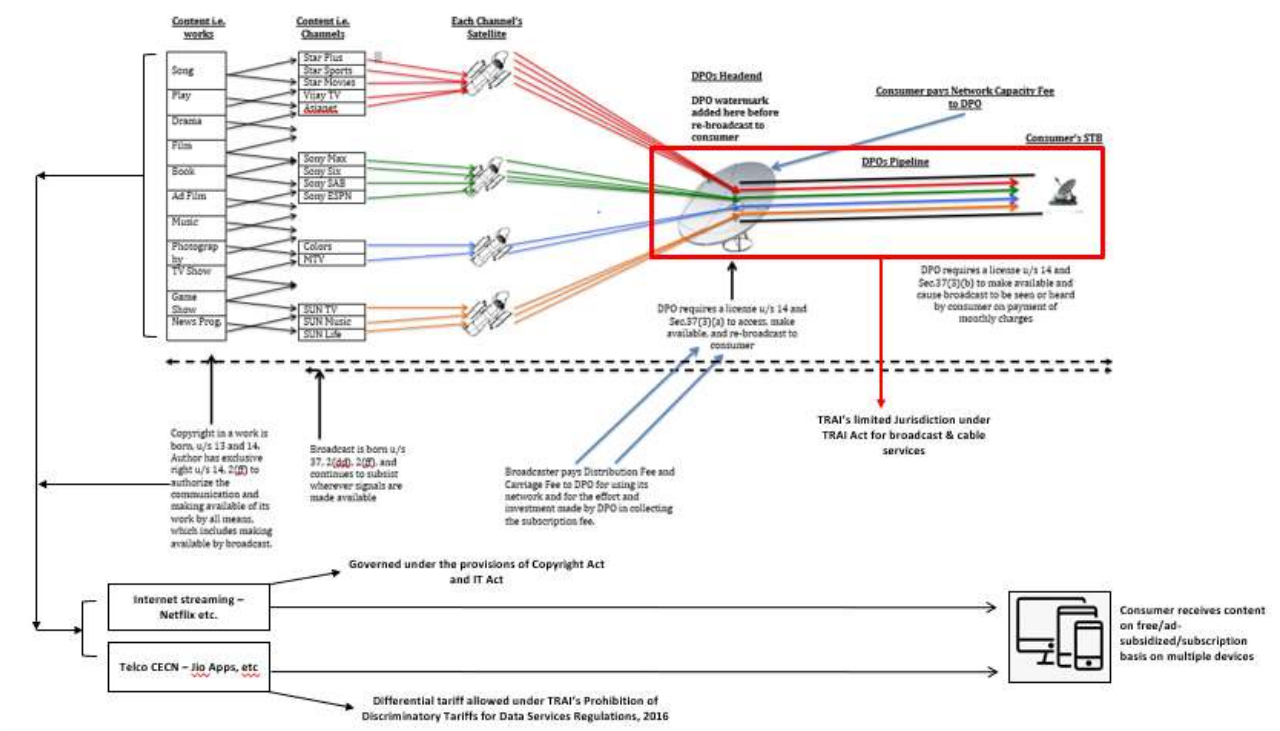 Content i.e.
works
Content i.e.
Channels
Each Channel's
Satellite
Song
Play
Drama
Film
Book
Ad Film
Music
Photograp
hy
TV Show
Game
Show
News Prog.
Star Plus
Star Sports
Star Movies
Vijay TV
Asianet
Sony Max
Sony Six
Sony SAB
Sony ESPN
Colors
MTV
SUN TV
SUN Music
SUN Life
DPOs Headend
DPO watermark
added here before
re-broadcast to
consumer
Consumer pays Network Capacity Fee
to DPO
Consumer's STB
DPOs Pipeline
DPO requires a license u/s 14 and
Sec.37(3)(a) to access, make
available, and re-broadcast to
consumer
DPO requires a license u/s 14 and
Sec.37(3)(b) to make available and
cause broadcast to be seen or heard
by consumer on payment of
monthly charges
TRAI's limited Jurisdiction under
TRAI Act for broadcast & cable
services
Copyright in a work is
born, u/s 13 and 14.
Author has exclusive
right u/s 14, 2(ff) to
authorize the
communication and
making available of its
work by all means,
which includes making
available by broadcast.
Broadcast is born u/s
37, 2(dd), 2(ff), and
continues to subsist
wherever signals are
made available
Broadcaster pays Distribution Fee and
Carriage Fee to DPO for using its
network and for the effort and
investment made by DPO in collecting
the subscription fee.
Governed under the provisions of Copyright Act
and IT Act
Internet streaming –
Netflix etc.
Telco CECN – Jio Apps, etc
Differential tariff allowed under TRAI's Prohibition of
Discriminatory Tariffs for Data Services Regulations, 2016
Consumer receives content
on free/ad-
subsidized/subscription
basis on multiple devices